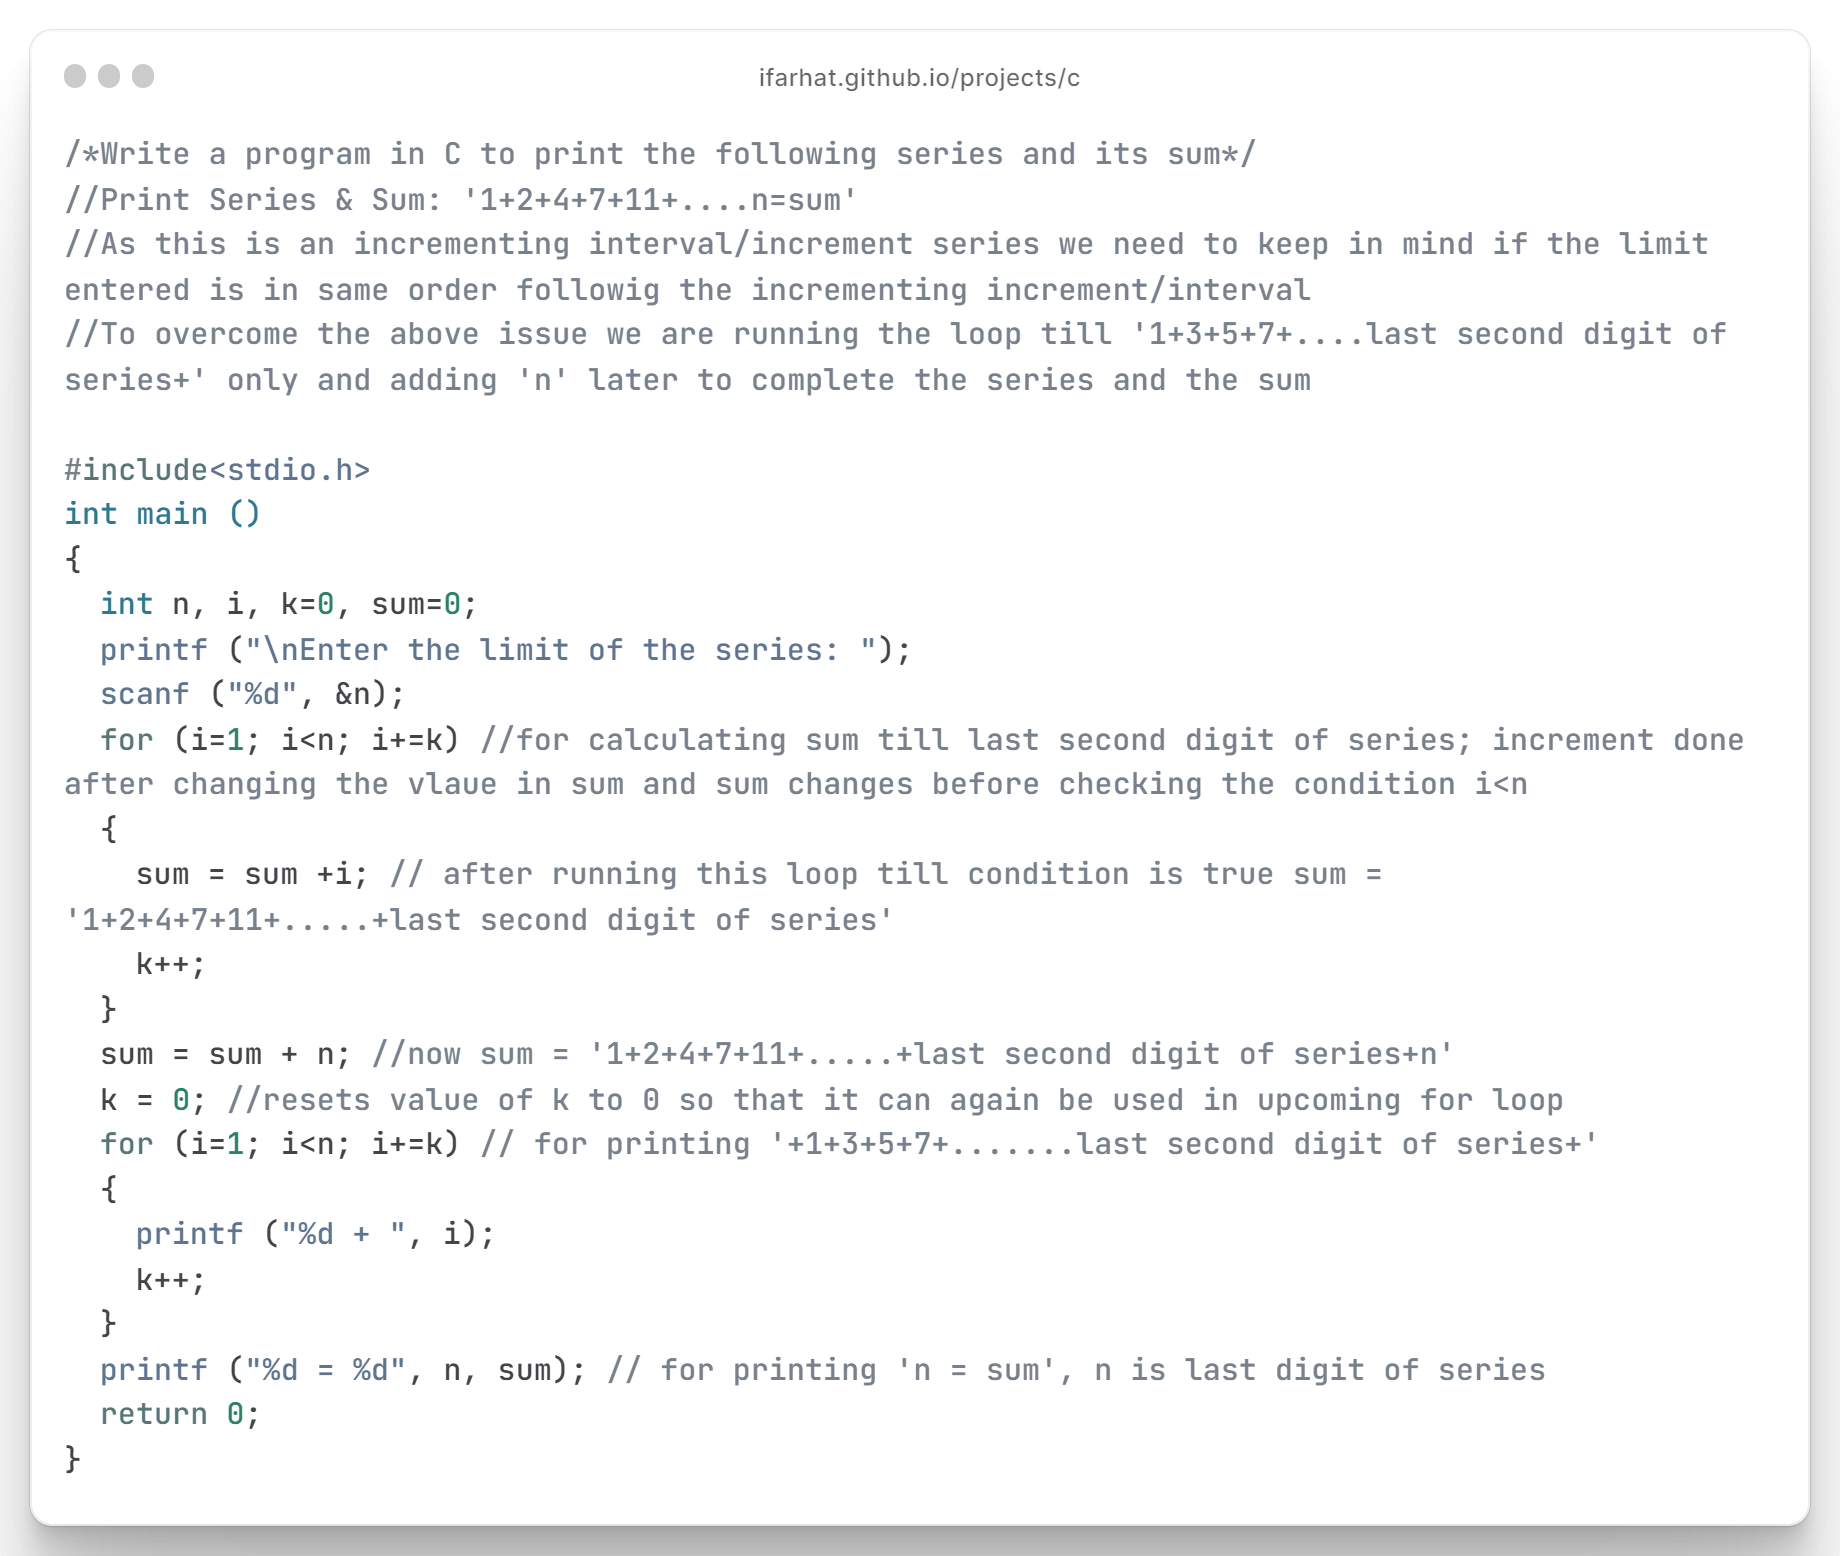 ifarhat.github.io/projects/c
/*Write a program in C to print the following series and its sum*/
//Print Series & Sum: '1+2+4+7+11+....n=sum'
//As this is an incrementing interval/increment series we need to keep in mind if the limit
entered is in same order followig the incrementing increment/interval
//To overcome the above issue we are running the loop till '1+3+5+7+....last second digit of
series+' only and adding 'n' later to complete the series and the sum

#include<stdio.h>
int main ()
{
  int n, i, k=0, sum=0;
  printf ("\nEnter the limit of the series: ");
  scanf ("%d", &n);
  for (i=1; i<n; i+=k) //for calculating sum till last second digit of series; increment done
after changing the vlaue in sum and sum changes before checking the condition i<n
  {
    sum = sum +i; // after running this loop till condition is true sum =
'1+2+4+7+11+.....+last second digit of series'
    k++;
  }
  sum = sum + n; //now sum = '1+2+4+7+11+.....+last second digit of series+n'
  k = 0; //resets value of k to 0 so that it can again be used in upcoming for loop
  for (i=1; i<n; i+=k) // for printing '+1+3+5+7+.......last second digit of series+'
  {
    printf ("%d + ", i);
    k++;
  }
  printf ("%d = %d", n, sum); // for printing 'n = sum', n is last digit of series
  return 0;
}